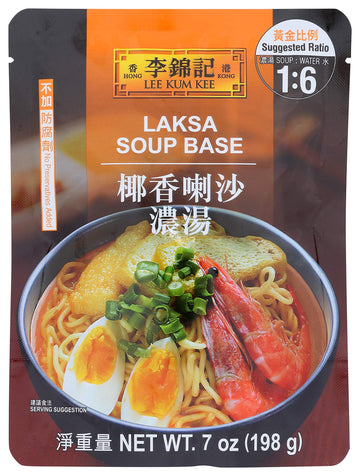 香
HONG
李錦記
LEE KUM KEE
港
KONG
黃金比例
Suggested Ratio
濃湯 SOUP : WATER 水
1:6
不加防腐劑
No Preservatives Added
LAKSA
SOUP BASE
椰香喇沙
濃湯
建議食法
SERVING SUGGESTION
淨重量 NET WT. 7 oz (198 g)